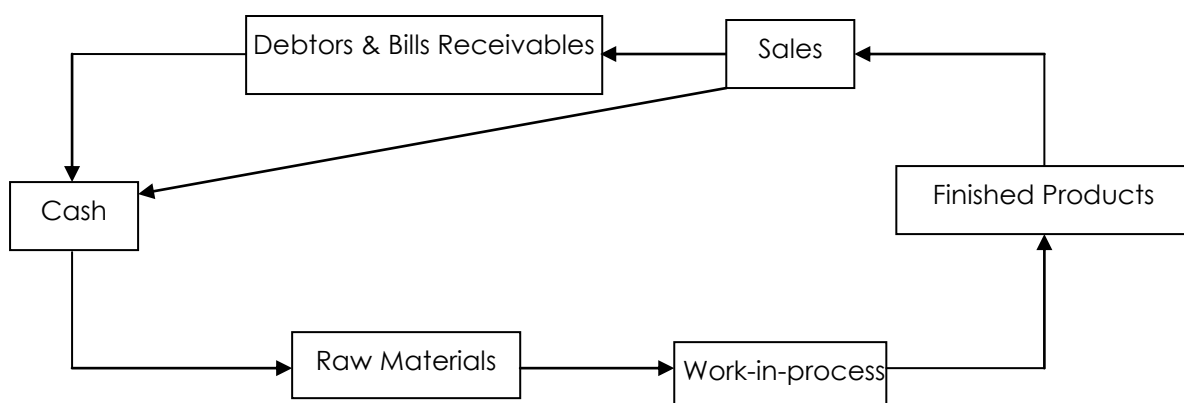 Debtors & Bills Receivables
Sales
Cash
Finished Products
Raw Materials
Work-in-process